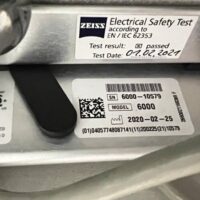 ZEISS
Electrical Safety Test
according to
EN / IEC 62353
Test result: ☒ passed
Test Date: 01.02.2021
SN 6000-10579
MODEL 6000
2020-02-25
(01)04057748087141(11)200225(21)10579